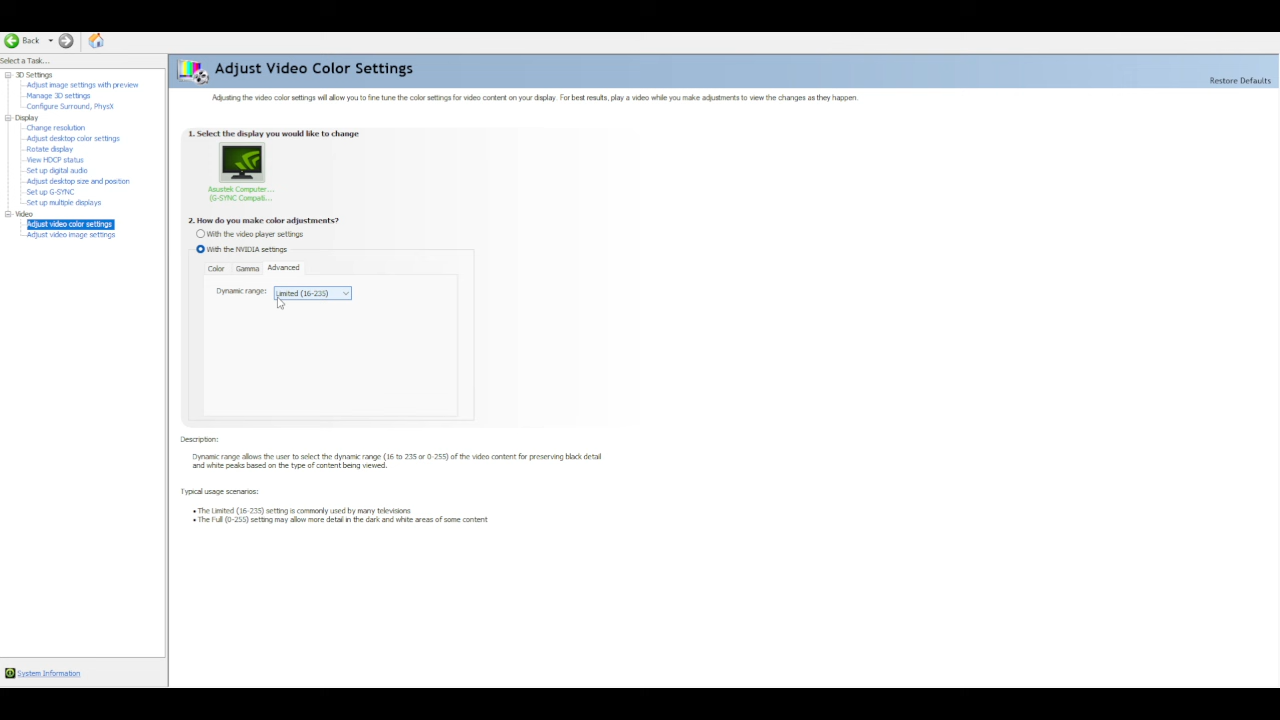 Back
Select a Task...
3D Settings
Adjust image settings with preview
Manage 3D settings
Configure Surround, PhysX
Display
Change resolution
Adjust desktop color settings
Rotate display
View HDCP status
Set up digital audio
Adjust desktop size and position
Set up G-SYNC
Set up multiple displays
Video
Adjust video color settings
Adjust video image settings
System Information
Adjust Video Color Settings
Restore Defaults
Adjusting the video color settings will allow you to fine tune the color settings for video content on your display. For best results, play a video while you make adjustments to view the changes as they happen.
1. Select the display you would like to change
Asustek Computer...
(G-SYNC Compati...
2. How do you make color adjustments?
With the video player settings
With the NVIDIA settings
Color Gamma Advanced
Dynamic range: Limited (16-235)
Description:
Dynamic range allows the user to select the dynamic range (16 to 235 or 0-255) of the video content for preserving black detail
and white peaks based on the type of content being viewed.
Typical usage scenarios:
• The Limited (16-235) setting is commonly used by many televisions
• The Full (0-255) setting may allow more detail in the dark and white areas of some content